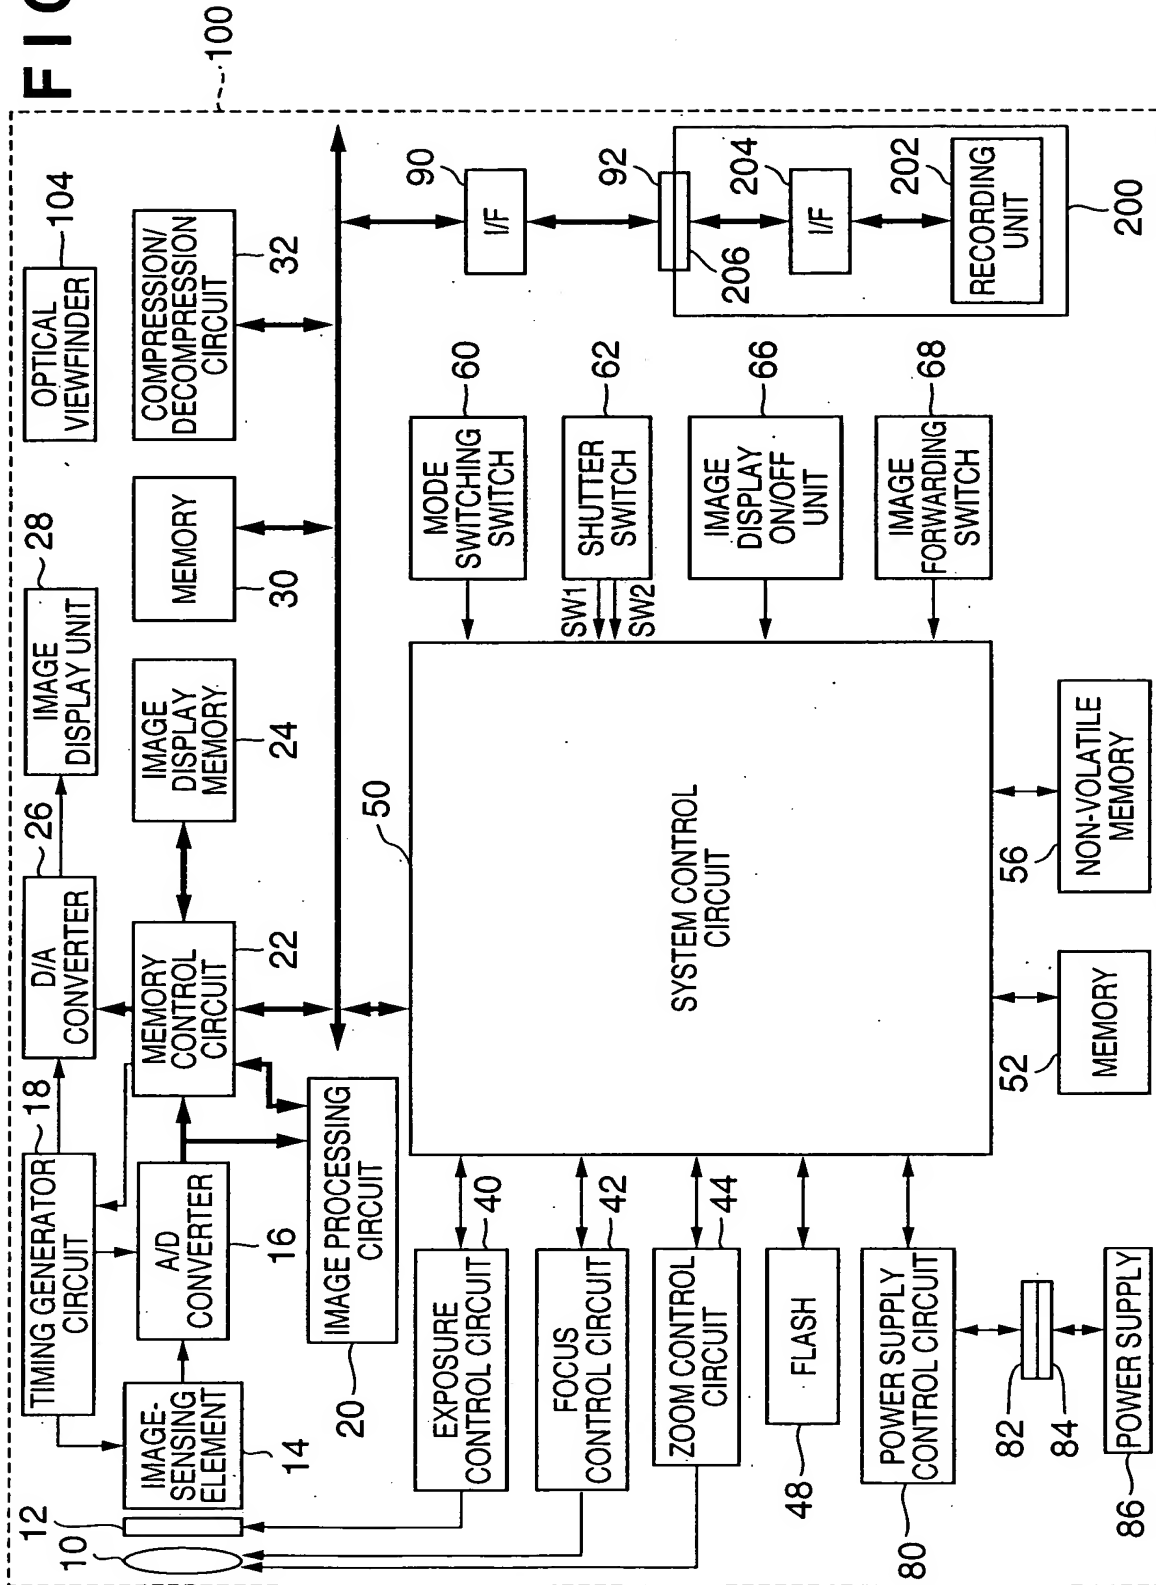 FIG
100
OPTICAL
VIEWFINDER
104
IMAGE
DISPLAY UNIT
28
D/A
CONVERTER
26
TIMING GENERATOR
CIRCUIT
18
COMPRESSION/
DECOMPRESSION
CIRCUIT
32
MEMORY
30
IMAGE
DISPLAY
MEMORY
24
MEMORY
CONTROL
CIRCUIT
22
A/D
CONVERTER
16
IMAGE-
SENSING
ELEMENT
14
12
10
IMAGE PROCESSING
CIRCUIT
20
90
I/F
92
206
204
I/F
202
RECORDING
UNIT
200
MODE
SWITCHING
SWITCH
60
SHUTTER
SWITCH
62
SW1
SW2
IMAGE
DISPLAY
ON/OFF
UNIT
66
IMAGE
FORWARDING
SWITCH
68
50
SYSTEM CONTROL
CIRCUIT
EXPOSURE
CONTROL CIRCUIT
40
FOCUS
CONTROL CIRCUIT
42
ZOOM CONTROL
CIRCUIT
44
FLASH
48
POWER SUPPLY
CONTROL CIRCUIT
80
82
84
POWER SUPPLY
86
MEMORY
52
NON-VOLATILE
MEMORY
56